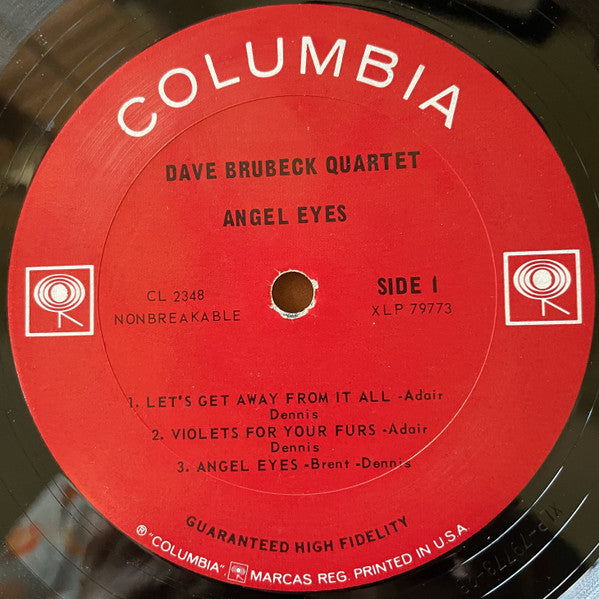 COLUMBIA
DAVE BRUBECK QUARTET
ANGEL EYES
CL 2348
NONBREAKABLE
SIDE 1
XLP 79773
1. LET'S GET AWAY FROM IT ALL -Adair
Dennis
2. VIOLETS FOR YOUR FURS -Adair
Dennis
3. ANGEL EYES -Brent -Dennis
GUARANTEED HIGH FIDELITY
® "COLUMBIA", MARCAS REG. PRINTED IN U.S.A.